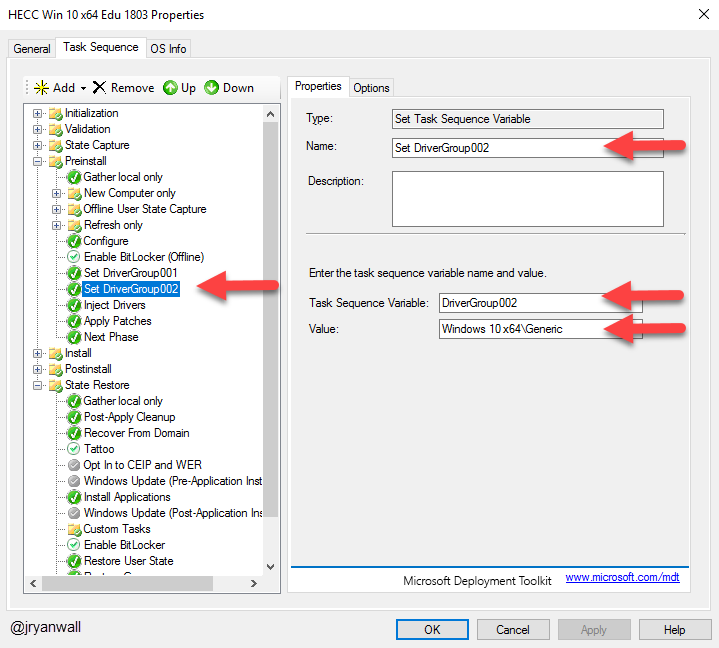 HECC Win 10 x64 Edu 1803 Properties
General
Task Sequence
OS Info
Add
Remove
Up
Down
Initialization
Validation
State Capture
Preinstall
Gather local only
New Computer only
Offline User State Capture
Refresh only
Configure
Enable BitLocker (Offline)
Set DriverGroup001
Set DriverGroup002
Inject Drivers
Apply Patches
Next Phase
Install
Postinstall
State Restore
Gather local only
Post-Apply Cleanup
Recover From Domain
Tattoo
Opt In to CEIP and WER
Windows Update (Pre-Application Inst
Install Applications
Windows Update (Post-Application Ins
Custom Tasks
Enable BitLocker
Restore User State
Properties
Options
Type:
Set Task Sequence Variable
Name:
Set DriverGroup002
Description:
Enter the task sequence variable name and value.
Task Sequence Variable:
DriverGroup002
Value:
Windows 10 x64\Generic
Microsoft Deployment Toolkit
www.microsoft.com/mdt
@jryanwall
OK
Cancel
Apply
Help